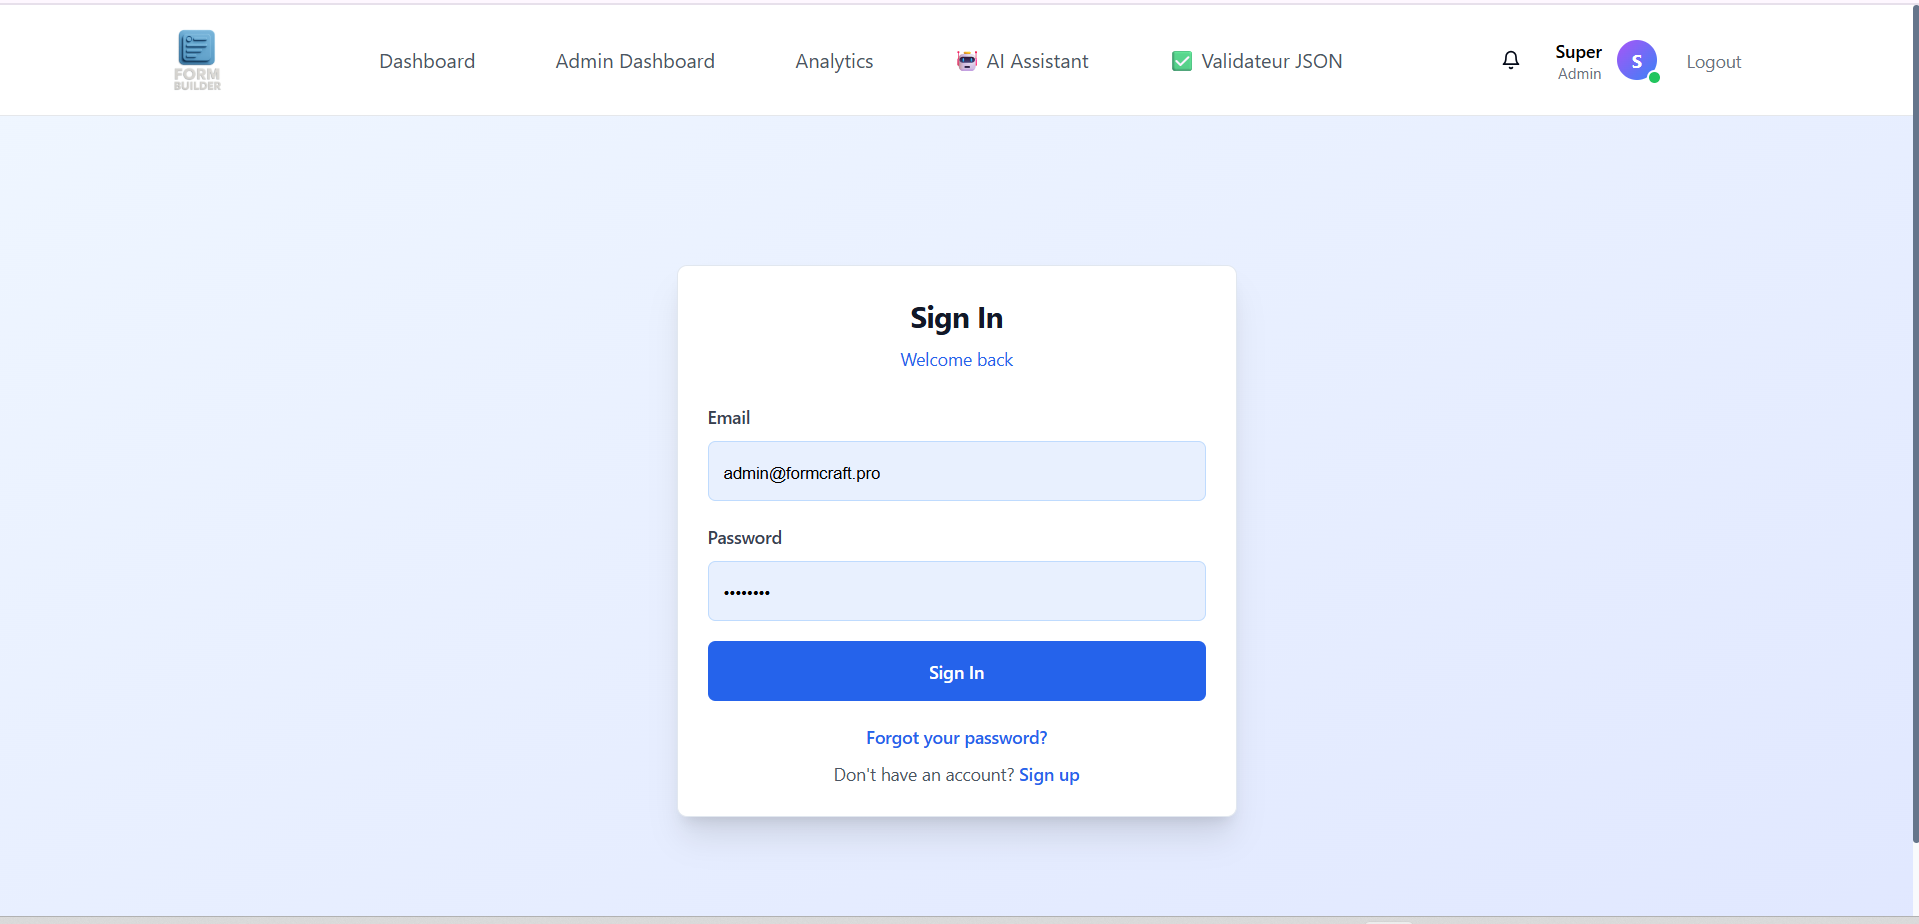 FORM
BUILDER
Dashboard
Admin Dashboard
Analytics
AI Assistant
Validateur JSON
Super
Admin
S
Logout
Sign In
Welcome back
Email
admin@formcraft.pro
Password
••••••••
Sign In
Forgot your password?
Don't have an account? Sign up